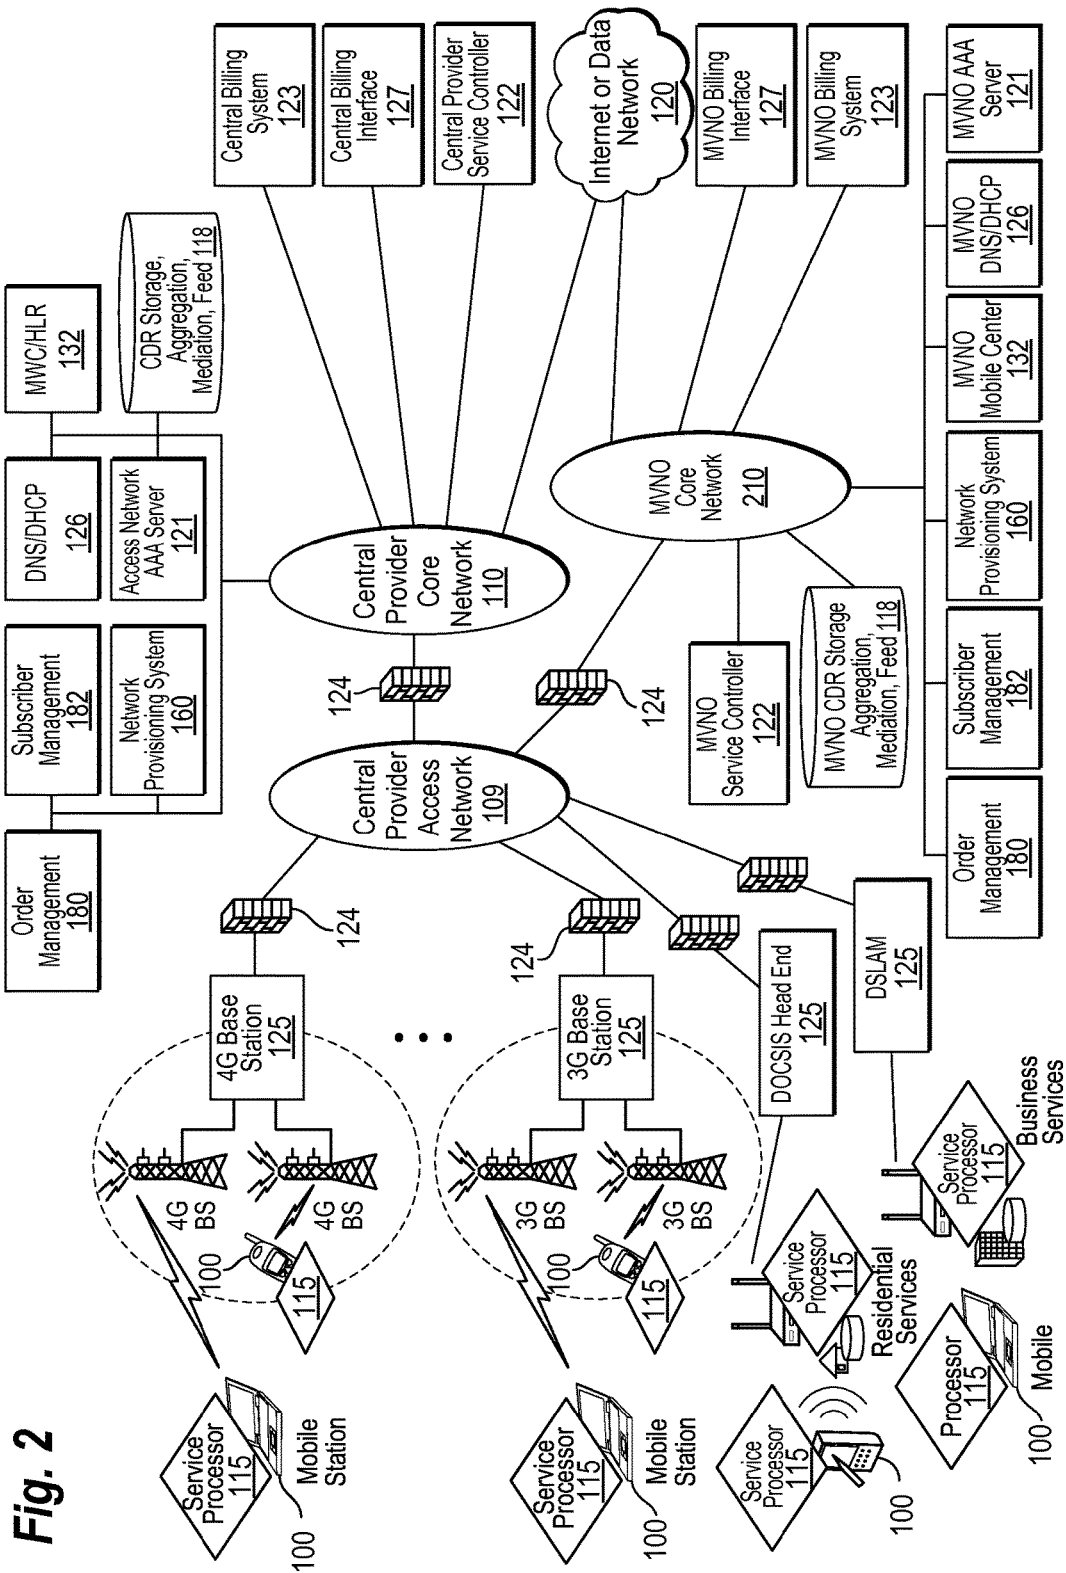 Fig. 2
Order
Management
180
Subscriber
Management
182
DNS/DHCP
126
MWC/HLR
132
Network
Provisioning System
160
Access Network
AAA Server
121
CDR Storage,
Aggregation,
Mediation, Feed 118
Central Billing
System
123
Central Billing
Interface
127
Central Provider
Service Controller
122
Internet or Data
Network
120
MVNO Billing
Interface
127
MVNO Billing
System
123
Central
Provider
Core
Network
110
MVNO
Core
Network
210
Central
Provider
Access
Network
109
124
124
124
124
MVNO
Service Controller
122
MVNO CDR Storage
Aggregation,
Mediation, Feed 118
Order
Management
180
Subscriber
Management
182
Network
Provisioning System
160
MVNO
Mobile Center
132
MVNO
DNS/DHCP
126
MVNO AAA
Server
121
4G Base
Station
125
4G
BS
4G
BS
100
115
Service
Processor
115
100
Mobile
Station
3G Base
Station
125
3G
BS
3G
BS
100
115
Service
Processor
115
100
Mobile
Station
DOCSIS Head End
125
DSLAM
125
Service
Processor
115
Residential
Services
Service
Processor
115
Business
Services
Service
Processor
115
100
Processor
115
100
Mobile